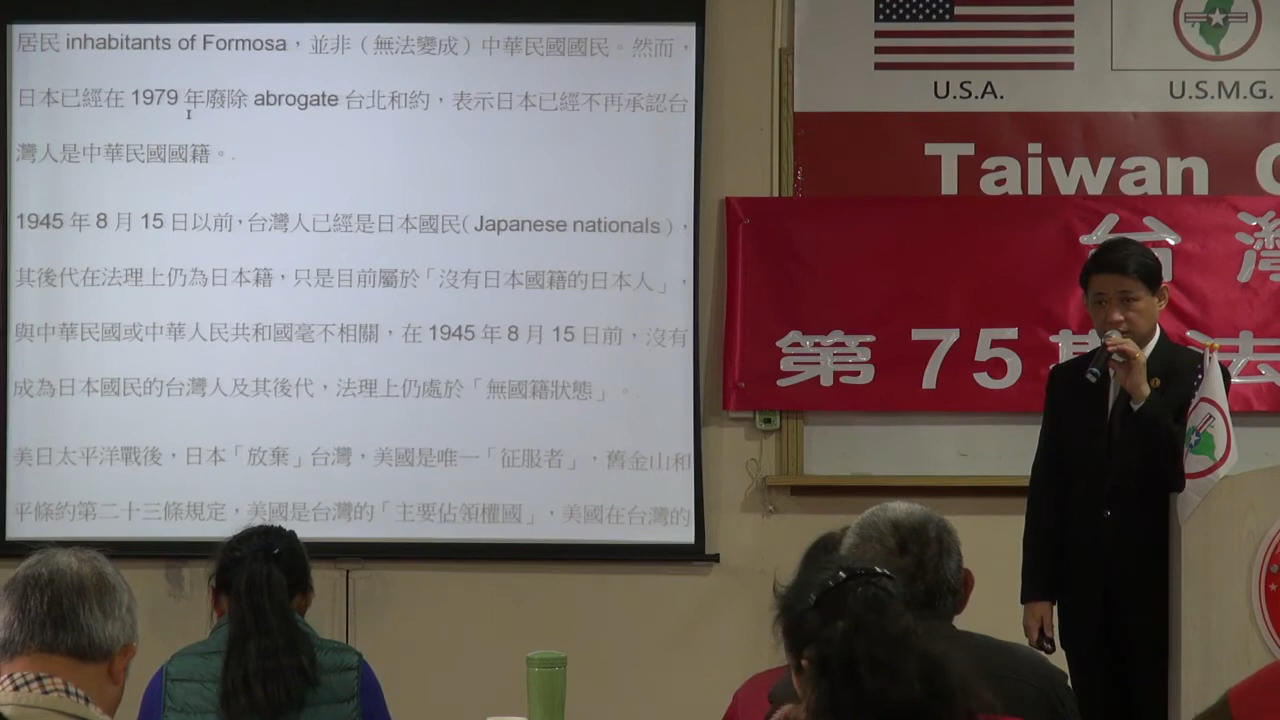 居民 inhabitants of Formosa，並非（無法變成）中華民國國民。然而，
日本已經在 1979 年廢除 abrogate 台北和約，表示日本已經不再承認台
灣人是中華民國國籍。
1945 年 8 月 15 日以前，台灣人已經是日本國民（Japanese nationals），
其後代在法理上仍為日本籍，只是目前屬於「沒有日本國籍的日本人」，
與中華民國或中華人民共和國毫不相關，在 1945 年 8 月 15 日前，沒有
成為日本國民的台灣人及其後代，法理上仍處於「無國籍狀態」。
美日太平洋戰後，日本「放棄」台灣，美國是唯一「征服者」，舊金山和
平條約第二十三條規定，美國是台灣的「主要佔領權國」，美國在台灣的
U.S.A.
U.S.M.G.
Taiwan
台灣
第 75 期 法